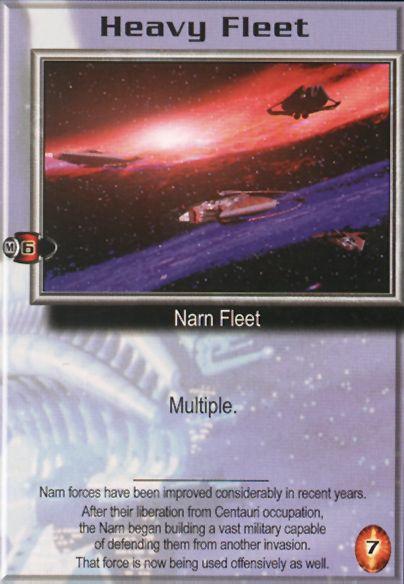 Heavy Fleet
M 6
Narn Fleet
Multiple.
Narn forces have been improved considerably in recent years.
After their liberation from Centauri occupation,
the Narn began building a vast military capable
of defending them from another invasion.
That force is now being used offensively as well.
7